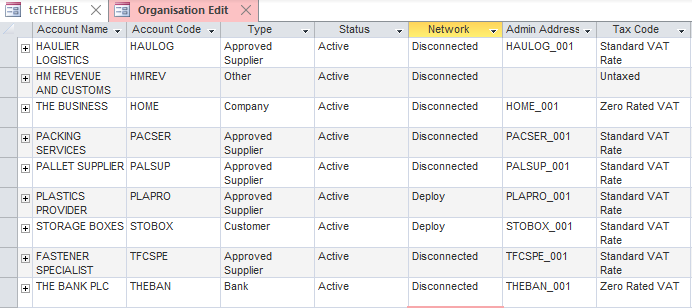 tcTHEBUS Organisation Edit
Account Name Account Code Type Status Network Admin Address Tax Code
HAULIER HAULOG Approved Active Disconnected HAULOG_001 Standard VAT
LOGISTICS Supplier Rate
HM REVENUE HMREV Other Active Disconnected Untaxed
AND CUSTOMS
THE BUSINESS HOME Company Active Disconnected HOME_001 Zero Rated VAT
PACKING PACSER Approved Active Disconnected PACSER_001 Standard VAT
SERVICES Supplier Rate
PALLET SUPPLIER PALSUP Approved Active Disconnected PALSUP_001 Standard VAT
Supplier Rate
PLASTICS PLAPRO Approved Active Deploy PLAPRO_001 Standard VAT
PROVIDER Supplier Rate
STORAGE BOXES STOBOX Customer Active Deploy STOBOX_001 Standard VAT
Rate
FASTENER TFCSPE Approved Active Disconnected TFCSPE_001 Standard VAT
SPECIALIST Supplier Rate
THE BANK PLC THEBAN Bank Active Disconnected THEBAN_001 Zero Rated VAT